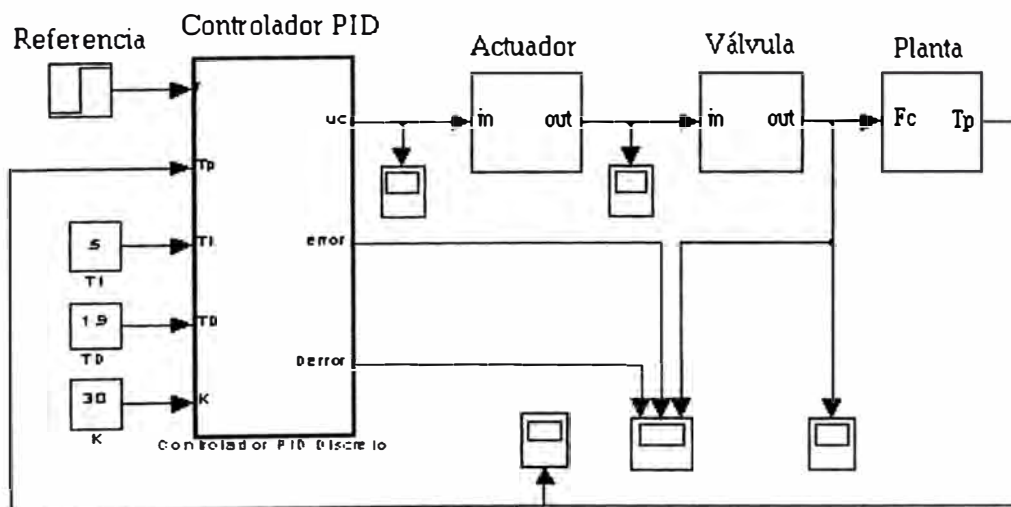 Referencia
Controlador PID
Actuador
Válvula
Planta
r
uc
in
out
in
out
Fc
Tp
Tp
5
TI
TI
error
1.9
TD
TD
Derror
30
K
K
Controlador PID Discreto